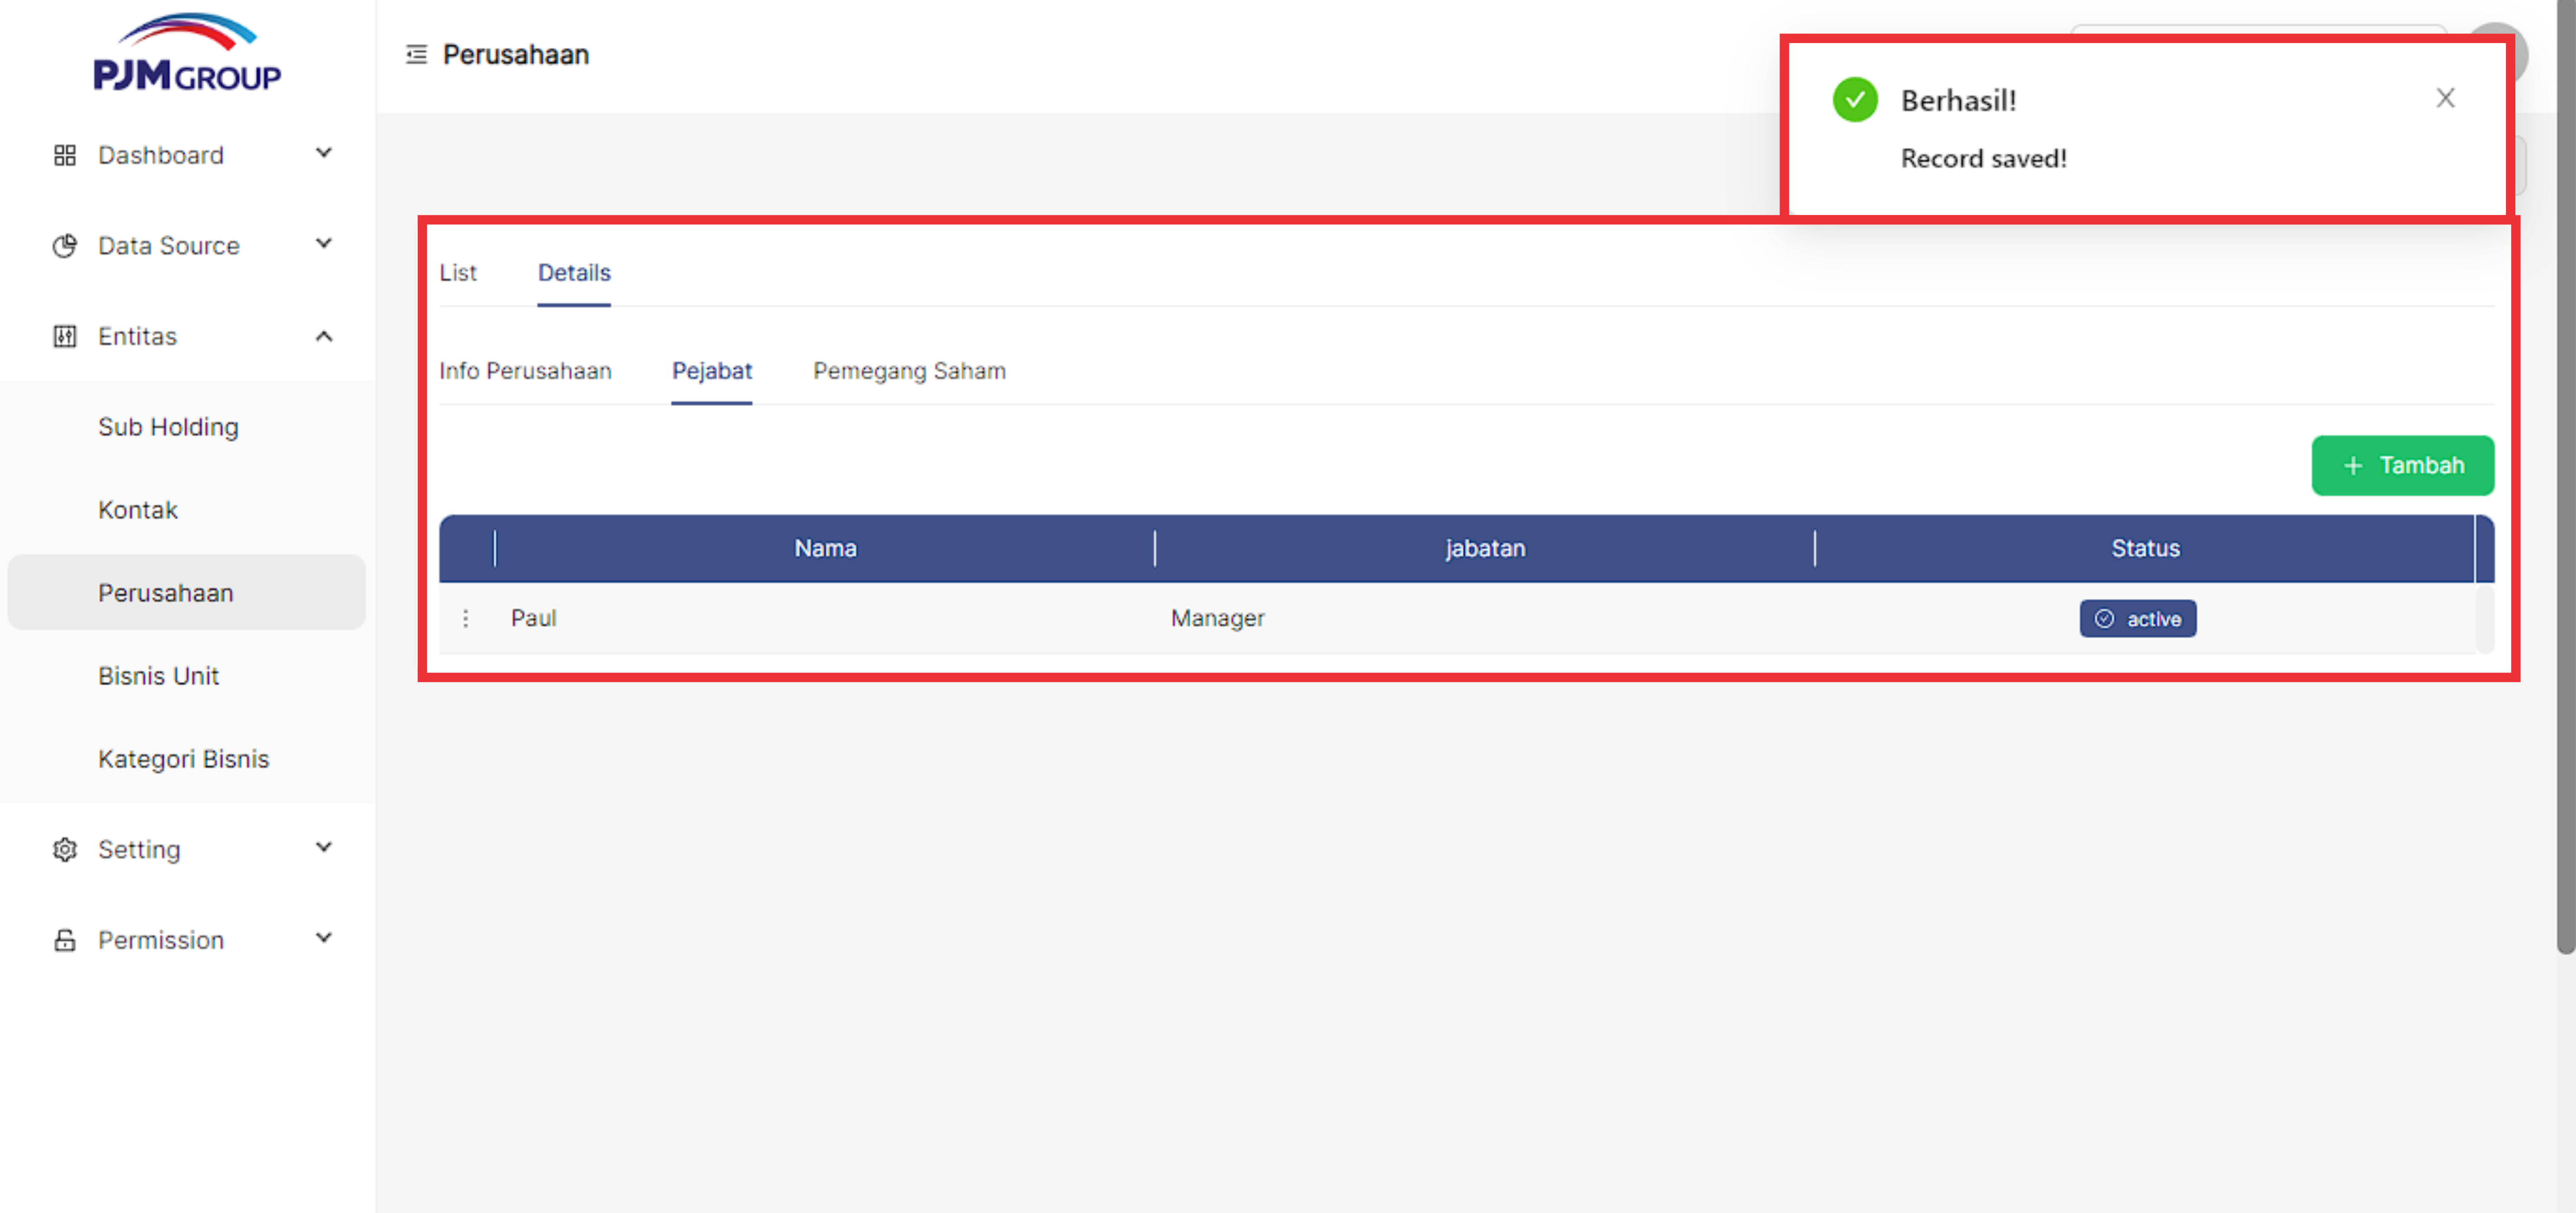 PJM GROUP
Dashboard
Data Source
Entitas
Sub Holding
Kontak
Perusahaan
Bisnis Unit
Kategori Bisnis
Setting
Permission
Perusahaan
Berhasil!
Record saved!
List Details
Info Perusahaan Pejabat Pemegang Saham
+ Tambah
Nama jabatan Status
Paul Manager active